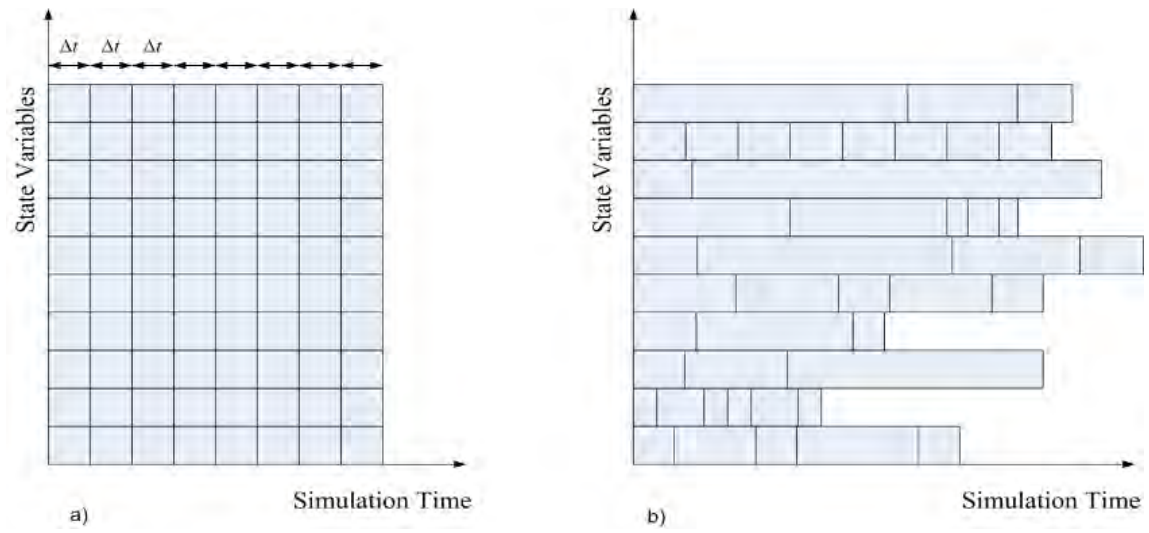 Δt Δt Δt
State Variables
Simulation Time
a)
State Variables
Simulation Time
b)